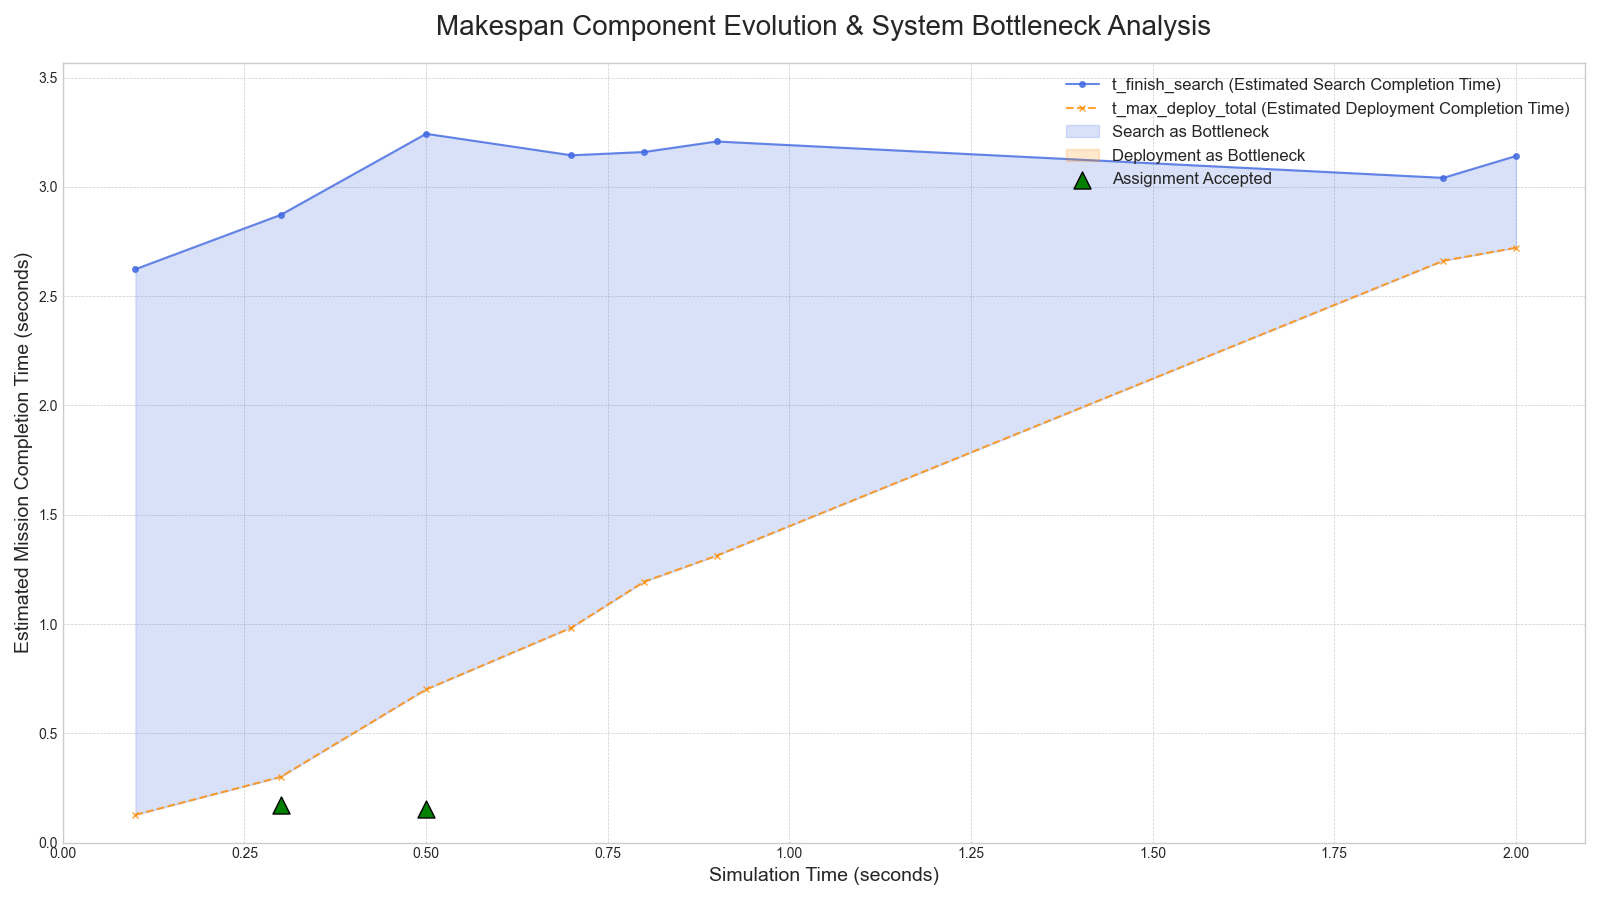 Makespan Component Evolution & System Bottleneck Analysis
t_finish_search (Estimated Search Completion Time)
t_max_deploy_total (Estimated Deployment Completion Time)
Search as Bottleneck
Deployment as Bottleneck
Assignment Accepted
Estimated Mission Completion Time (seconds)
3.5
3.0
2.5
2.0
1.5
1.0
0.5
0.0
0.00 0.25 0.50 0.75 1.00 1.25 1.50 1.75 2.00
Simulation Time (seconds)